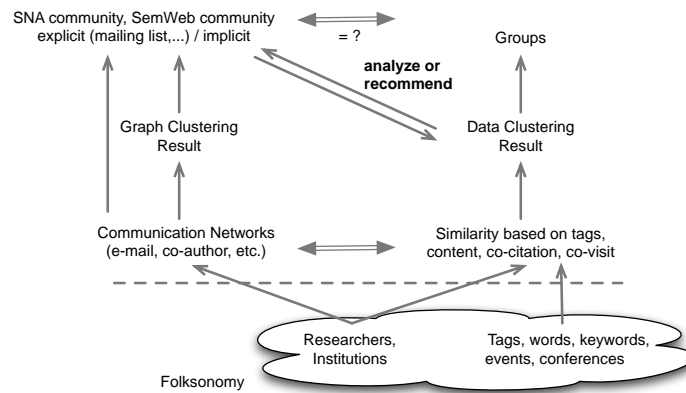 SNA community, SemWeb community
explicit (mailing list,...) / implicit
= ?
Groups
analyze or
recommend
Graph Clustering
Result
Data Clustering
Result
Communication Networks
(e-mail, co-author, etc.)
Similarity based on tags,
content, co-citation, co-visit
Researchers,
Institutions
Tags, words, keywords,
events, conferences
Folksonomy